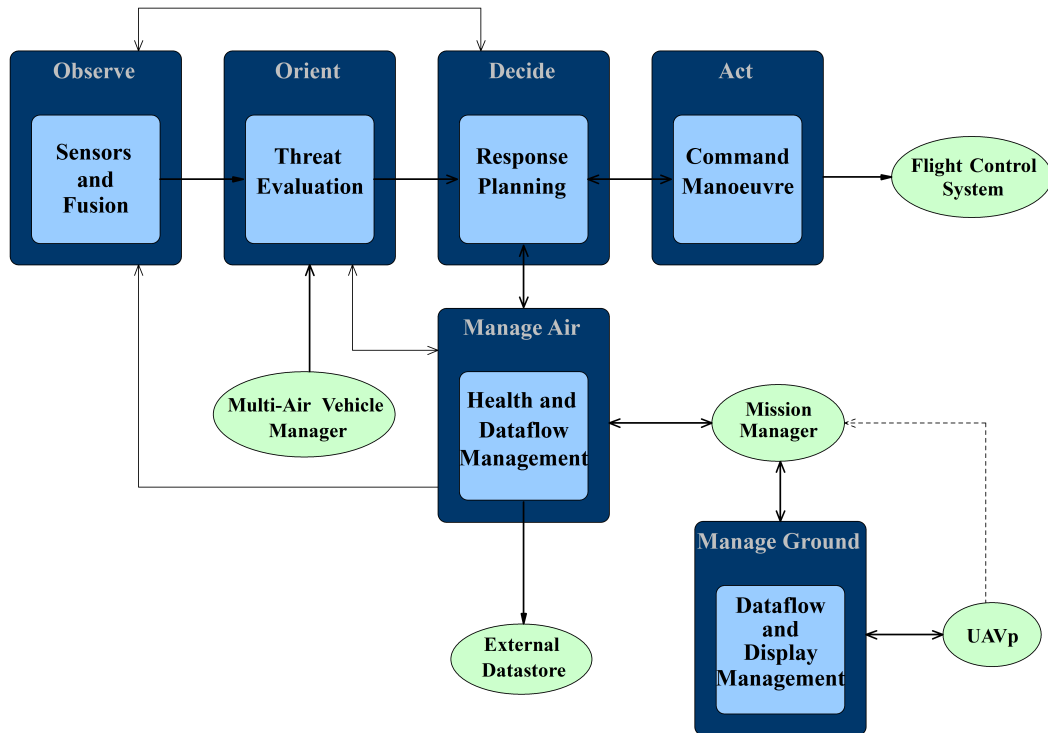 Observe
Orient
Decide
Act
Sensors
and
Fusion
Threat
Evaluation
Response
Planning
Command
Manoeuvre
Flight Control
System
Manage Air
Multi-Air Vehicle
Manager
Health and
Dataflow
Management
Mission
Manager
Manage Ground
External
Datastore
Dataflow
and
Display
Management
UAVp